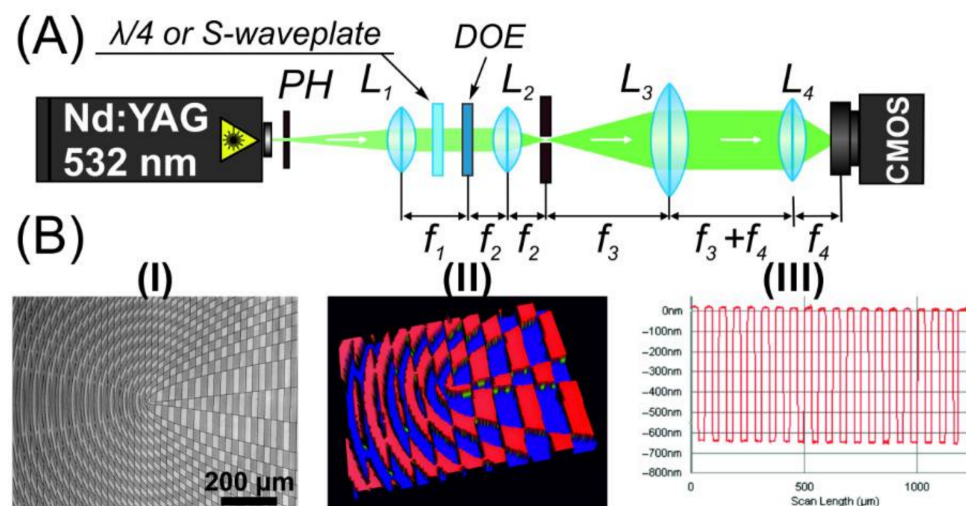 (A)
λ/4 or S-waveplate
DOE
PH
L1
L2
L3
L4
Nd:YAG
532 nm
CMOS
f1
f2
f2
f3
f3+f4
f4
(B)
(I)
(II)
(III)
200 μm
0nm
−100nm
−200nm
−300nm
−400nm
−500nm
−600nm
−700nm
−800nm
0
500
1000
Scan Length (μm)